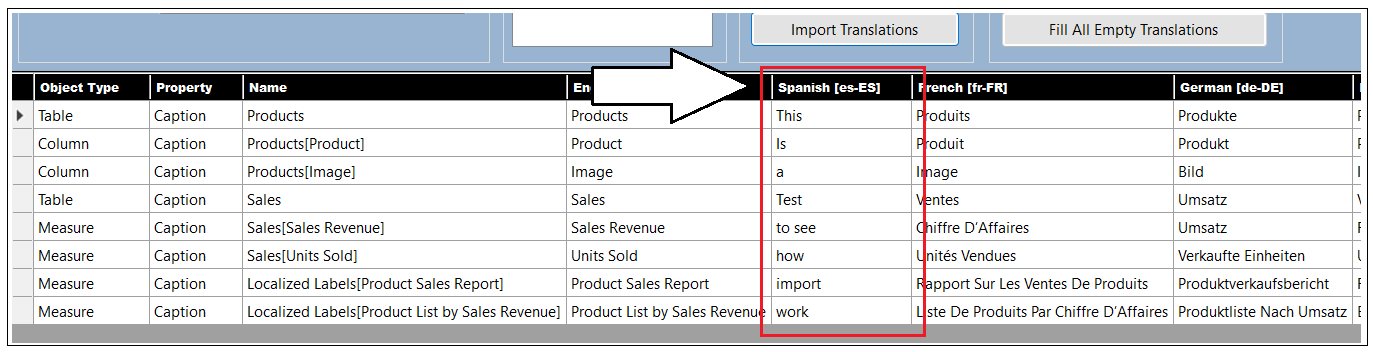 Import Translations Fill All Empty Translations
Object Type Property Name En Spanish [es-ES] French [fr-FR] German [de-DE]
Table Caption Products Products This Produits Produkte
Column Caption Products[Product] Product Is Produit Produkt
Column Caption Products[Image] Image a Image Bild
Table Caption Sales Sales Test Ventes Umsatz
Measure Caption Sales[Sales Revenue] Sales Revenue to see Chiffre D'Affaires Umsatz
Measure Caption Sales[Units Sold] Units Sold how Unités Vendues Verkaufte Einheiten
Measure Caption Localized Labels[Product Sales Report] Product Sales Report import Rapport Sur Les Ventes De Produits Produktverkaufsbericht
Measure Caption Localized Labels[Product List by Sales Revenue] Product List by Sales Revenue work Liste De Produits Par Chiffre D'Affaires Produktliste Nach Umsatz